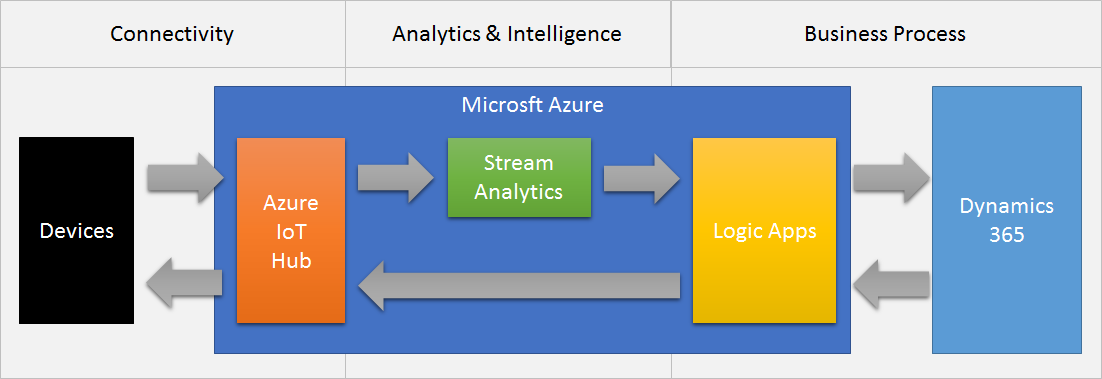 Connectivity
Analytics & Intelligence
Business Process
Microsft Azure
Devices
Azure
IoT
Hub
Stream
Analytics
Logic Apps
Dynamics
365